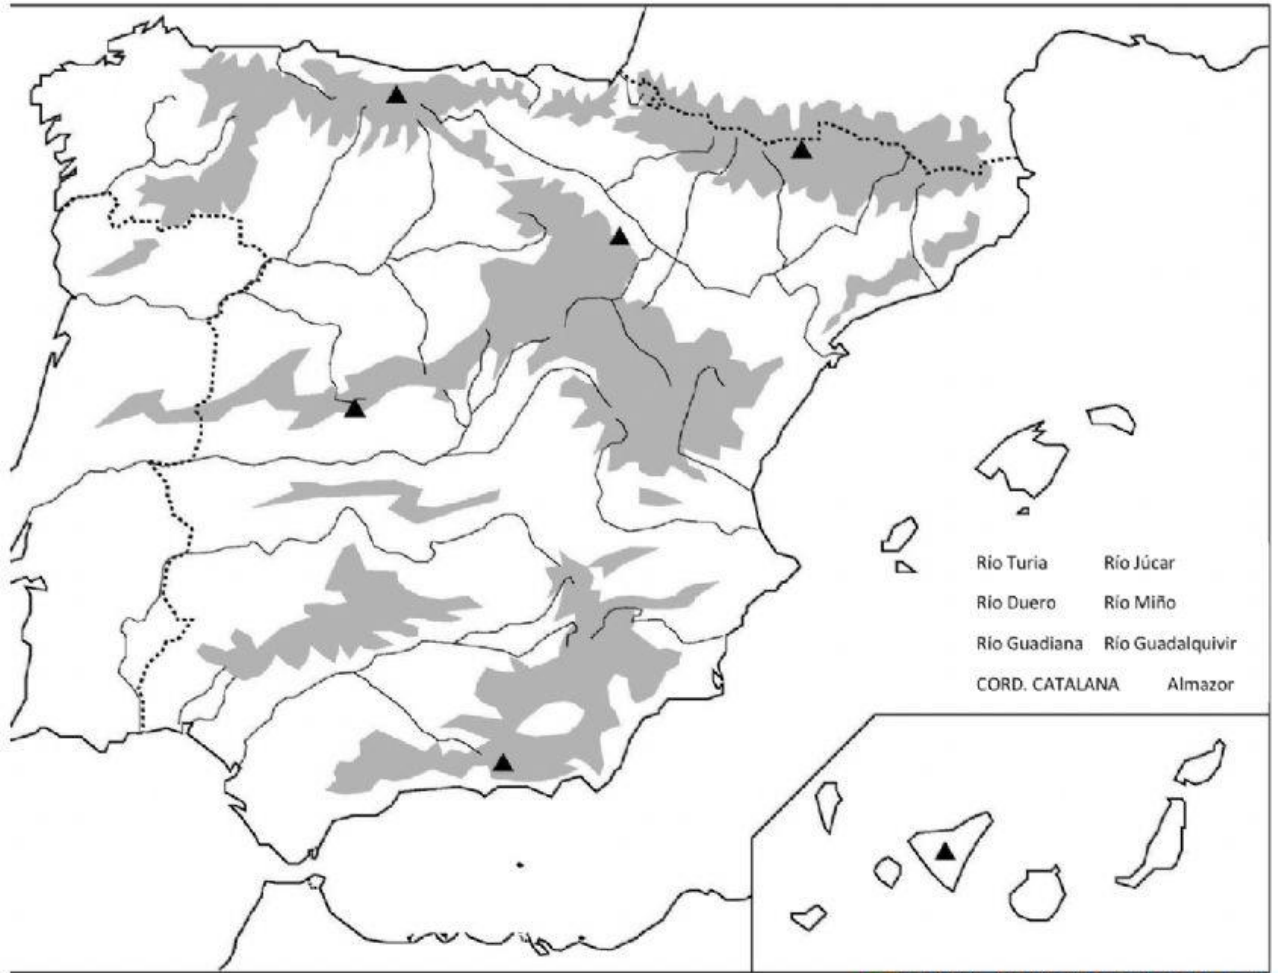 Río Turia Río Júcar
Río Duero Río Miño
Río Guadiana Río Guadalquivir
CORD. CATALANA Almazor